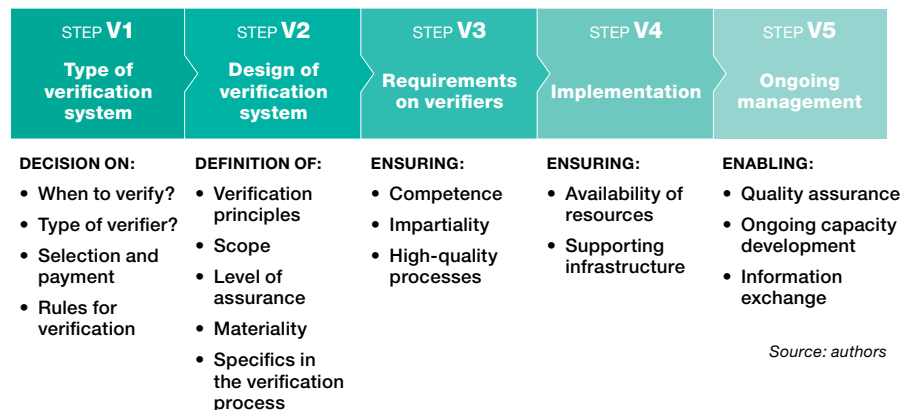 STEP V1
Type of
verification
system
STEP V2
Design of
verification
system
STEP V3
Requirements
on verifiers
STEP V4
Implementation
STEP V5
Ongoing
management
DECISION ON:
• When to verify?
• Type of verifier?
• Selection and
payment
• Rules for
verification
DEFINITION OF:
• Verification
principles
• Scope
• Level of
assurance
• Materiality
• Specifics in
the verification
process
ENSURING:
• Competence
• Impartiality
• High-quality
processes
ENSURING:
• Availability of
resources
• Supporting
infrastructure
ENABLING:
• Quality assurance
• Ongoing capacity
development
• Information
exchange
Source: authors